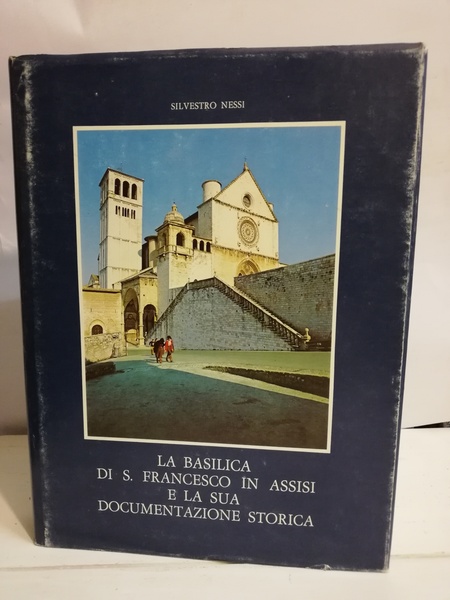 SILVESTRO NESSI
LA BASILICA
DI S. FRANCESCO IN ASSISI
E LA SUA
DOCUMENTAZIONE STORICA